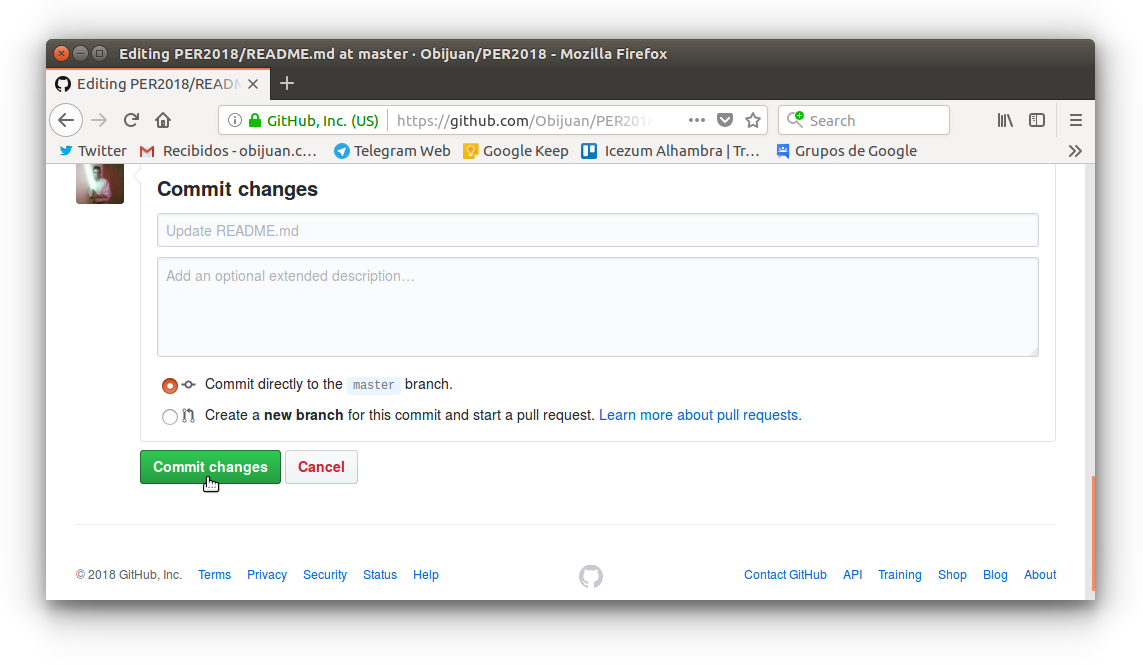 Editing PER2018/README.md at master · Obijuan/PER2018 - Mozilla Firefox
Editing PER2018/READM
GitHub, Inc. (US) https://github.com/Obijuan/PER2018 Search
Twitter Recibidos - obijuan.c... Telegram Web Google Keep Icezum Alhambra | Tr... Grupos de Google
Commit changes
Update README.md
Add an optional extended description…
Commit directly to the master branch.
Create a new branch for this commit and start a pull request. Learn more about pull requests.
Commit changes Cancel
© 2018 GitHub, Inc. Terms Privacy Security Status Help Contact GitHub API Training Shop Blog About